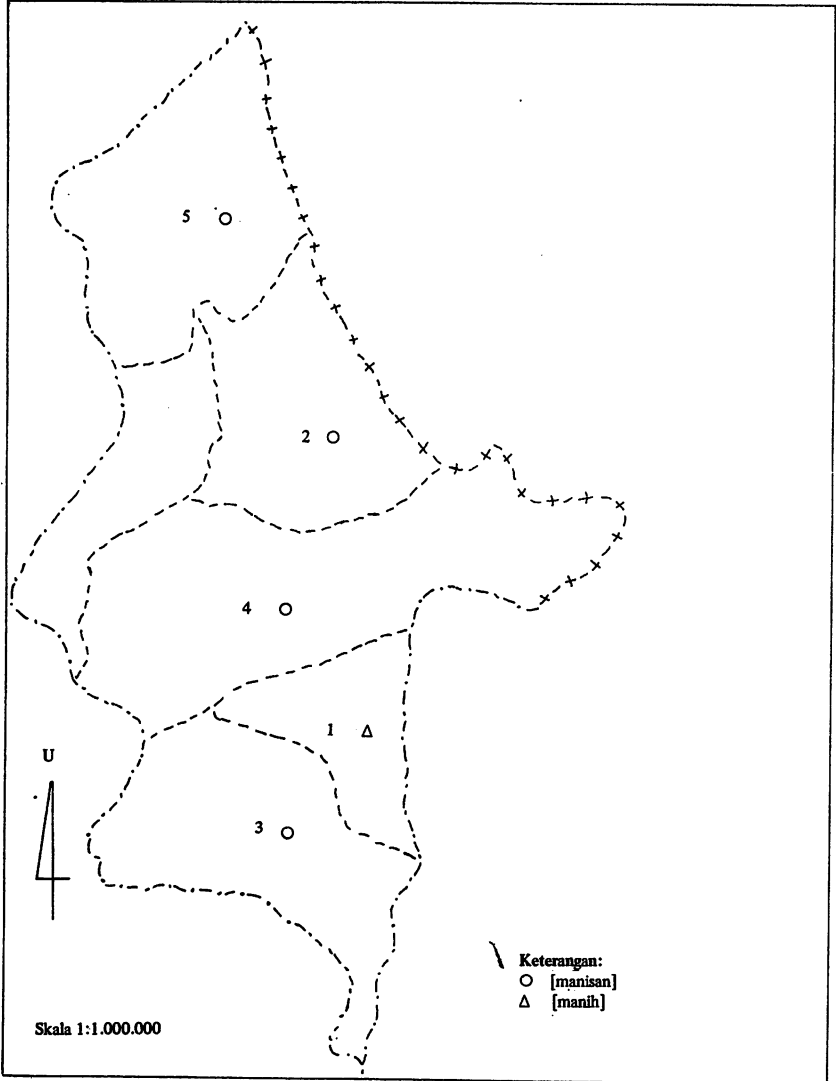 5 ○
2 ○
4 ○
1 Δ
U
3 ○
Keterangan:
○ [manisan]
Δ [manih]
Skala 1:1.000.000